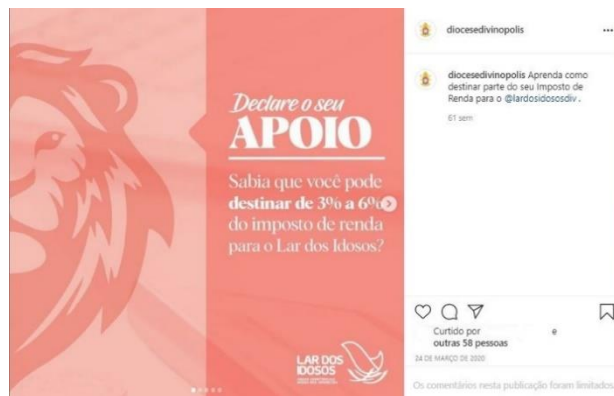 Declare o seu
APOIO
Sabia que você pode
destinar de 3% a 6%
do imposto de renda
para o Lar dos Idosos?
LAR DOS
IDOSOS
diocesedivinopolis
diocesedivinopolis Aprenda como
destinar parte do seu Imposto de
Renda para o @lardosidososdiv .
61 sem
Curtido por e
outras 58 pessoas
24 DE MARÇO DE 2020
Os comentários nesta publicação foram limitados